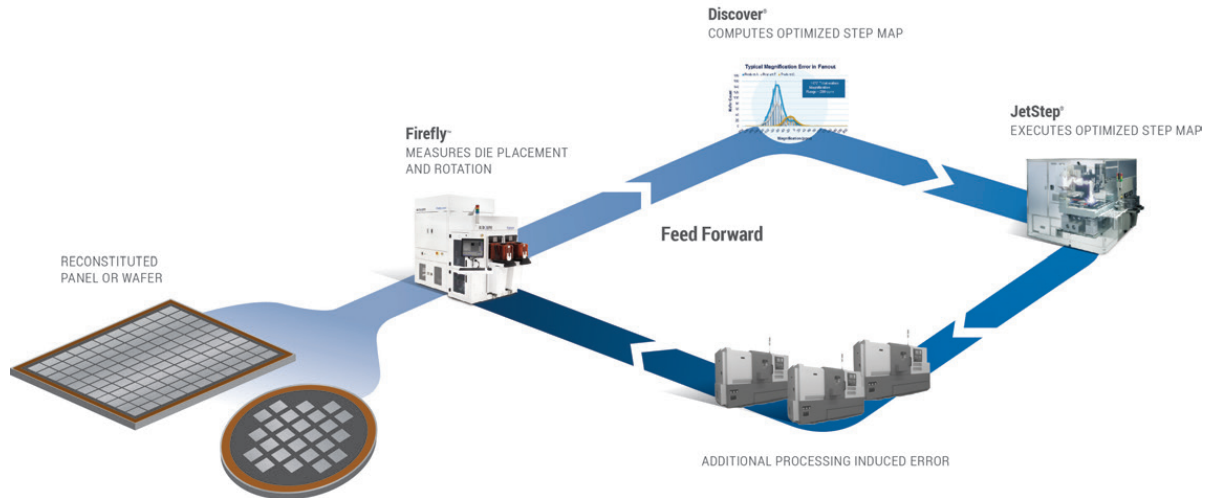 Discover®
COMPUTES OPTIMIZED STEP MAP
Typical Magnification Error in Fanout
JetStep®
EXECUTES OPTIMIZED STEP MAP
Firefly™
MEASURES DIE PLACEMENT
AND ROTATION
Feed Forward
RECONSTITUTED
PANEL OR WAFER
ADDITIONAL PROCESSING INDUCED ERROR